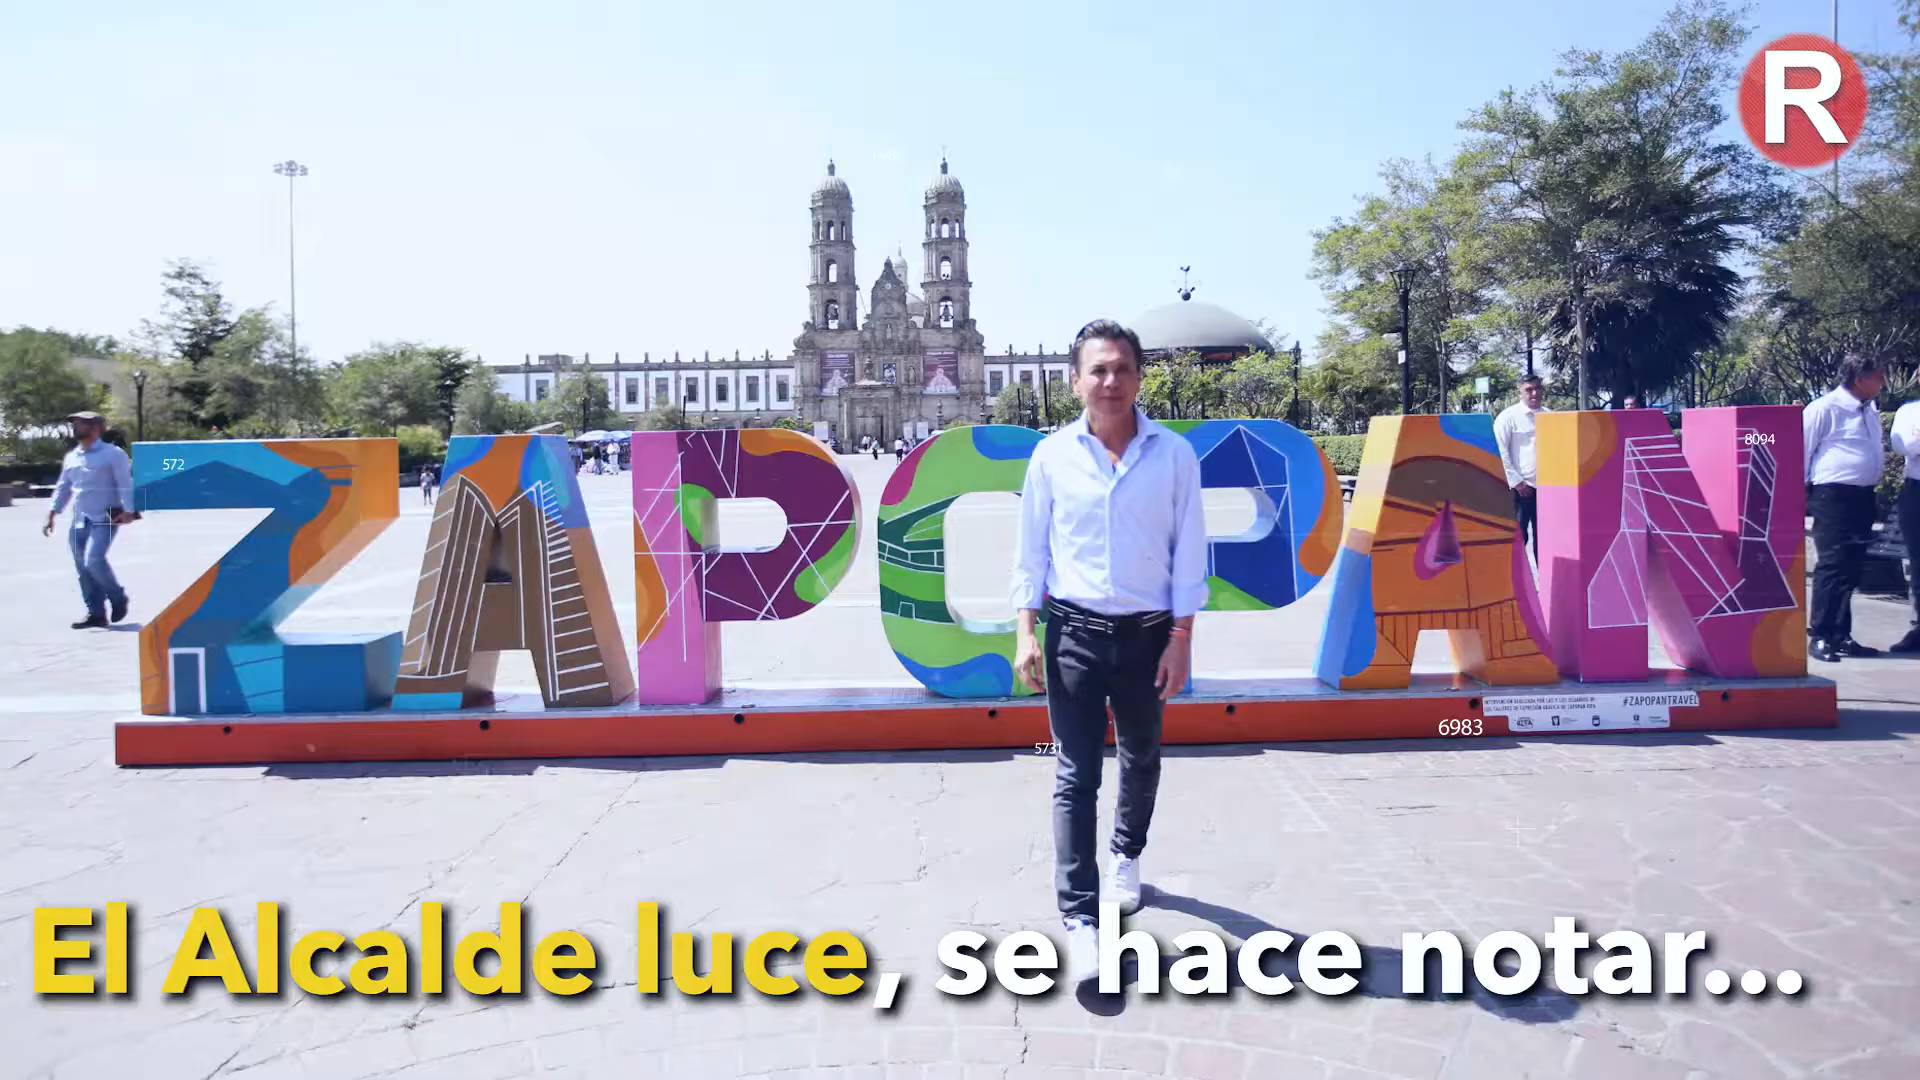 R
572
ZAPOPAN
8094
#ZAPOPANTRAVEL
6983
5731
El Alcalde luce, se hace notar...